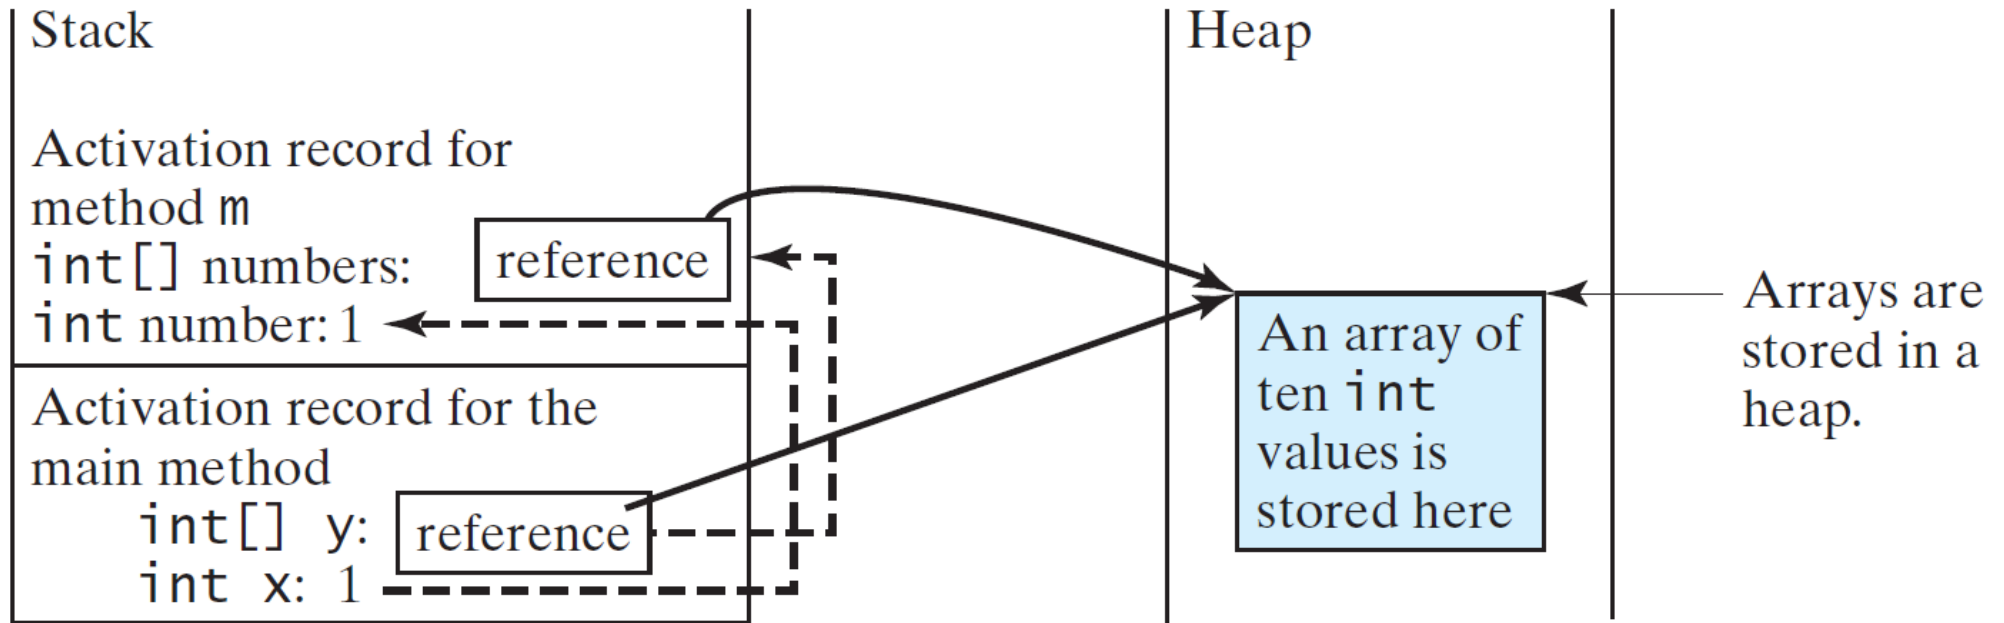 Stack
Activation record for
method m
int[] numbers: reference
int number: 1
Activation record for the
main method
int[] y: reference
int x: 1
Heap
An array of
ten int
values is
stored here
Arrays are
stored in a
heap.